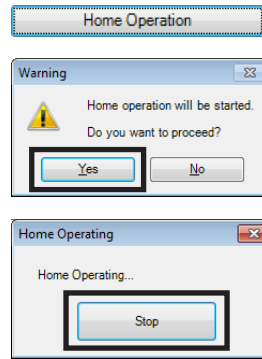 Home Operation
Warning
Home operation will be started.
Do you want to proceed?
Yes
No
Home Operating
Home Operating...
Stop